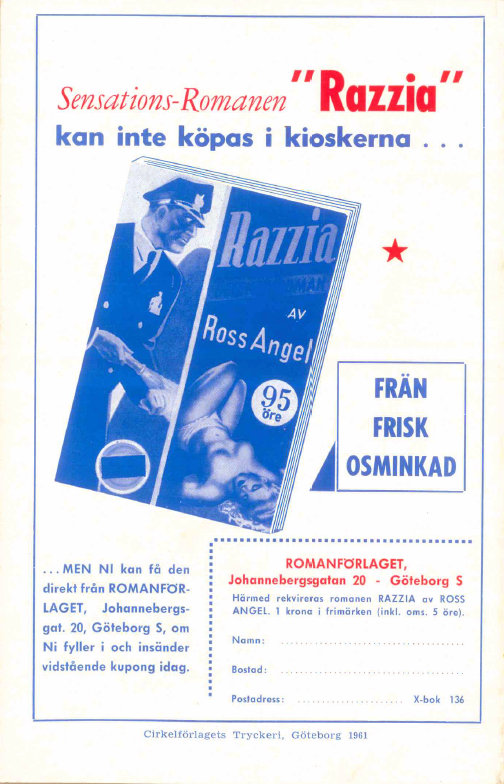 Sensations-Romanen "Razzia"
kan inte köpas i kioskerna . . .
Razzia
AV
Ross Angel
95
öre
FRÄN
FRISK
OSMINKAD
. . . MEN NI kan få den
direkt från ROMANFÖR-
LAGET, Johannebergs-
gat. 20, Göteborg S, om
Ni fyller i och insänder
vidstående kupong idag.
ROMANFÖRLAGET,
Johannebergsgatan 20 - Göteborg S
Härmed rekvireras romanen RAZZIA av ROSS
ANGEL. 1 krona i frimärken (inkl. oms. 5 öre).
Namn:
Bostad:
Postadress: X-bok 136
Cirkelförlagets Tryckeri, Göteborg 1961